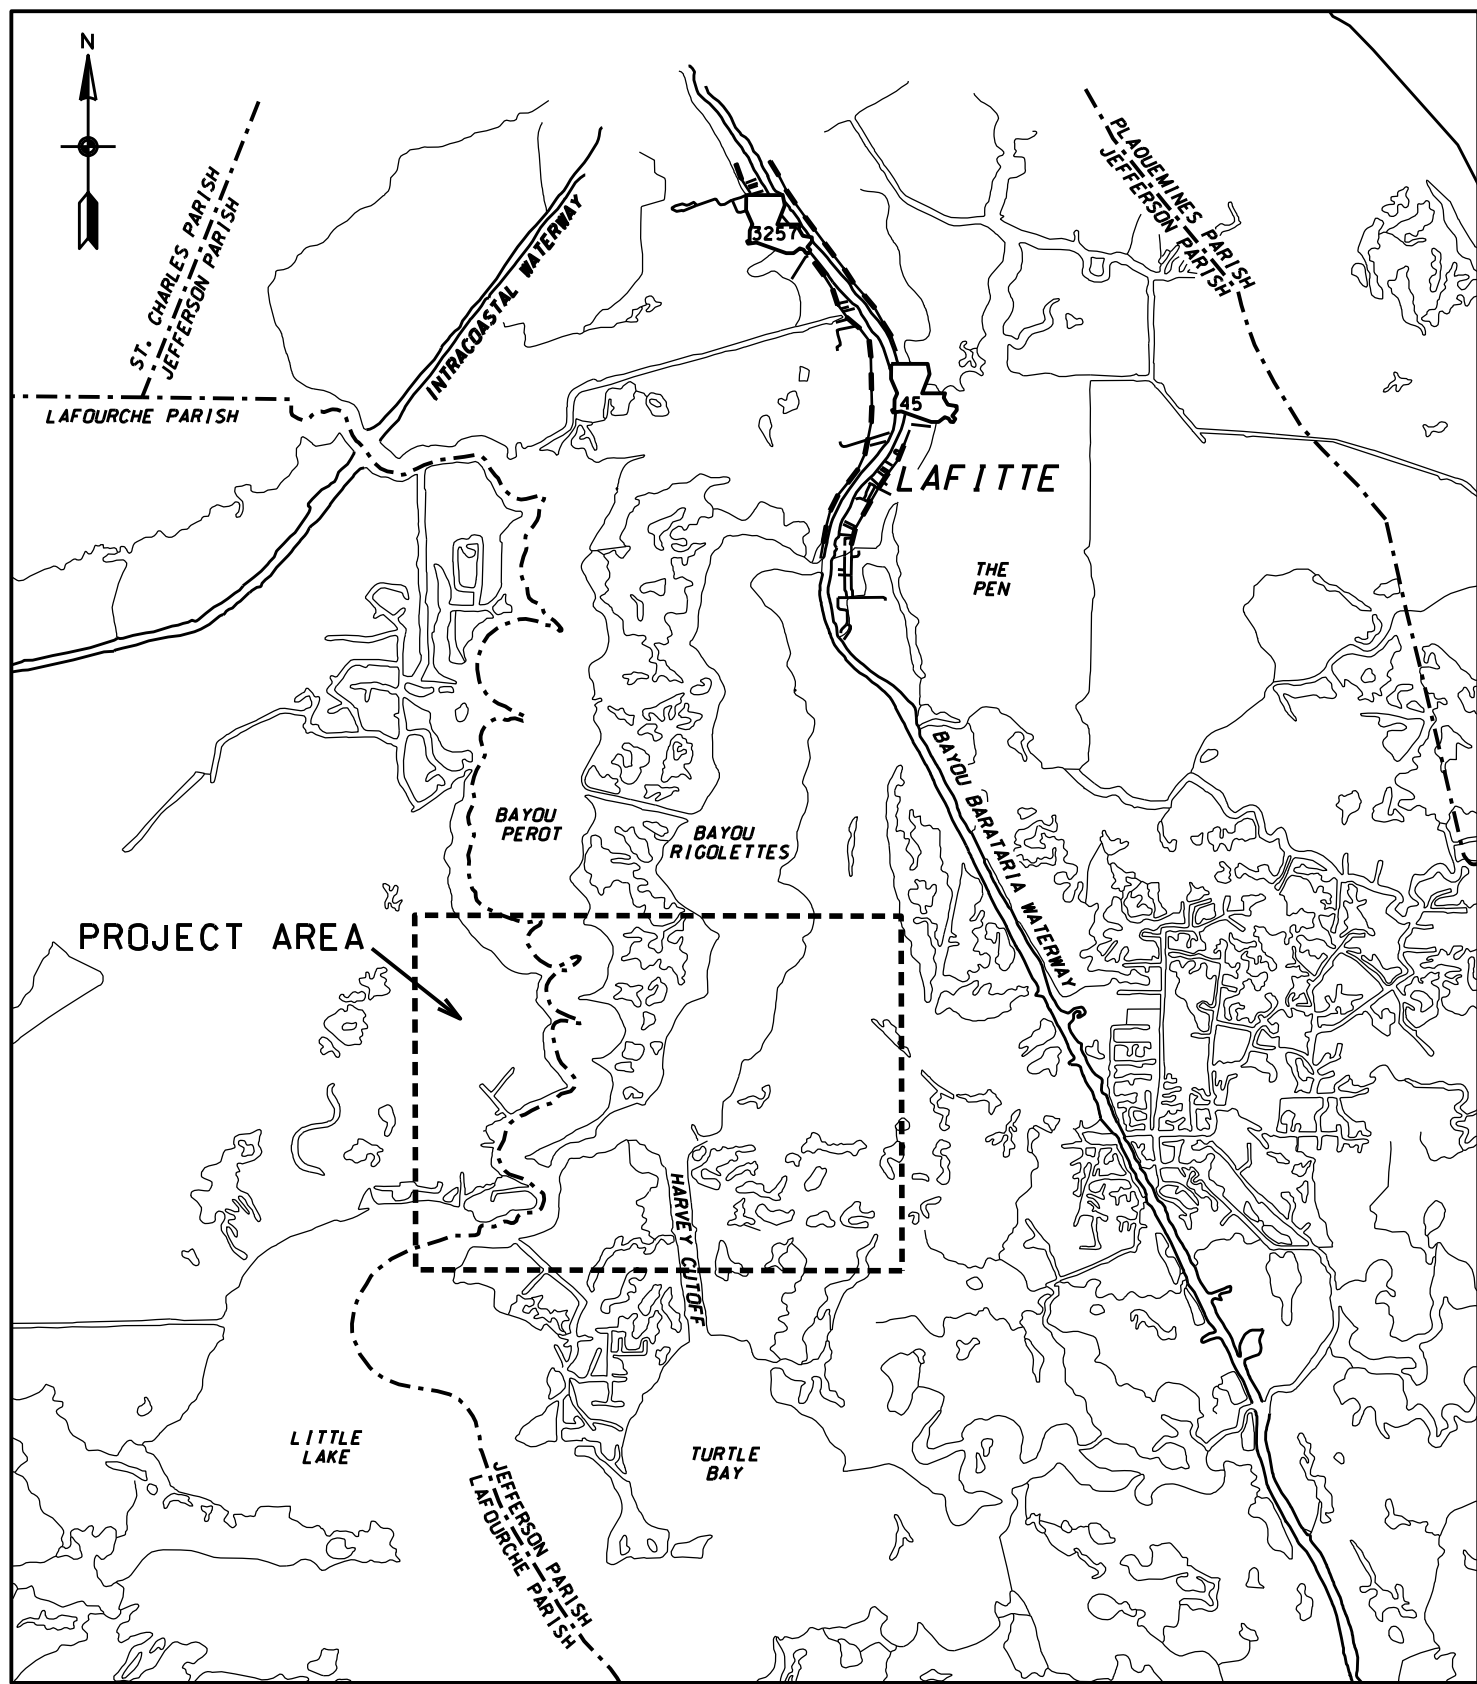 N
ST. CHARLES PARISH
JEFFERSON PARISH
LAFOURCHE PARISH
INTRACOASTAL WATERWAY
3257
PLAQUEMINES PARISH
JEFFERSON PARISH
45
LAFITTE
THE
PEN
BAYOU BARATARIA WATERWAY
BAYOU
PEROT
BAYOU
RIGOLETTES
PROJECT AREA
HARVEY CUTOFF
LITTLE
LAKE
TURTLE
BAY
JEFFERSON PARISH
LAFOURCHE PARISH